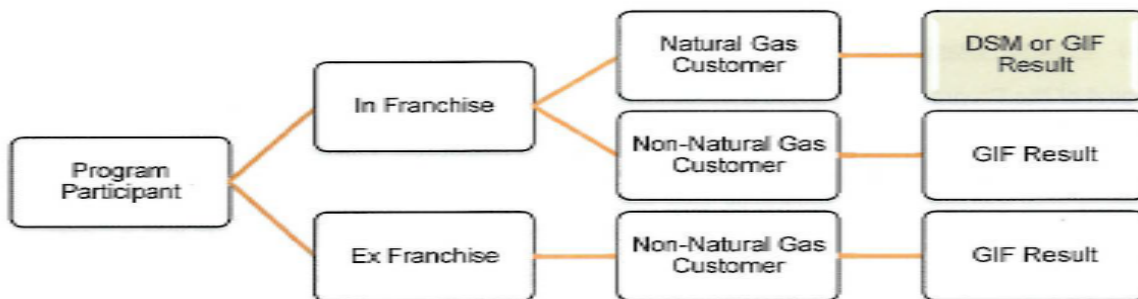 Program
Participant
In Franchise
Natural Gas
Customer
DSM or GIF
Result
Non-Natural Gas
Customer
GIF Result
Ex Franchise
Non-Natural Gas
Customer
GIF Result